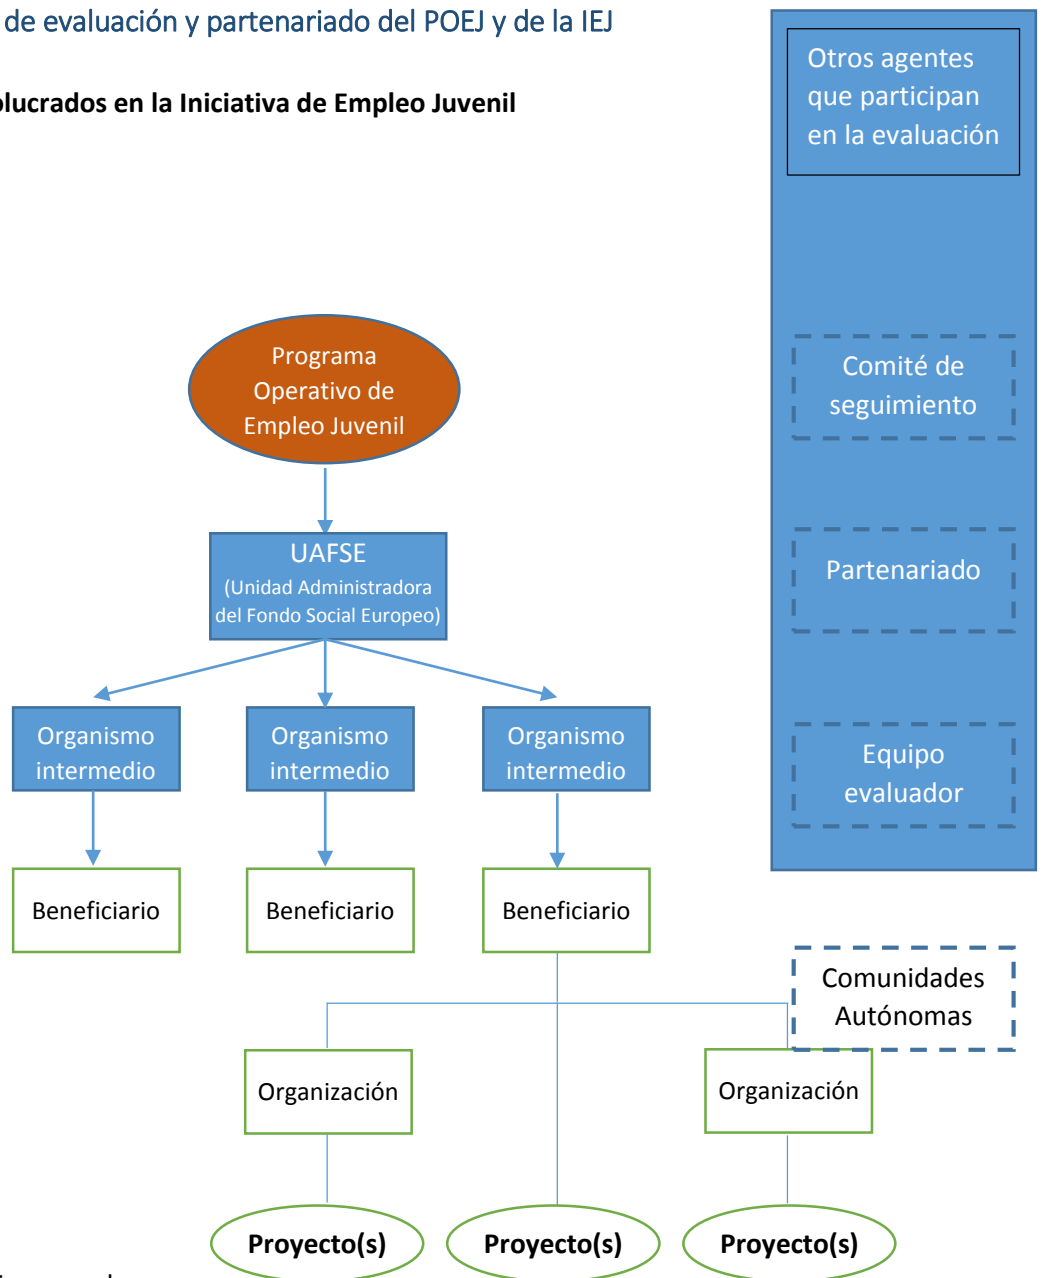 de evaluación y partenariado del POEJ y de la IEJ
olucrados en la Iniciativa de Empleo Juvenil
Otros agentes
que participan
en la evaluación
Programa
Operativo de
Empleo Juvenil
Comité de
seguimiento
UAFSE
(Unidad Administradora
del Fondo Social Europeo)
Partenariado
Organismo
intermedio
Organismo
intermedio
Organismo
intermedio
Equipo
evaluador
Beneficiario
Beneficiario
Beneficiario
Comunidades
Autónomas
Organización
Organización
Proyecto(s)
Proyecto(s)
Proyecto(s)